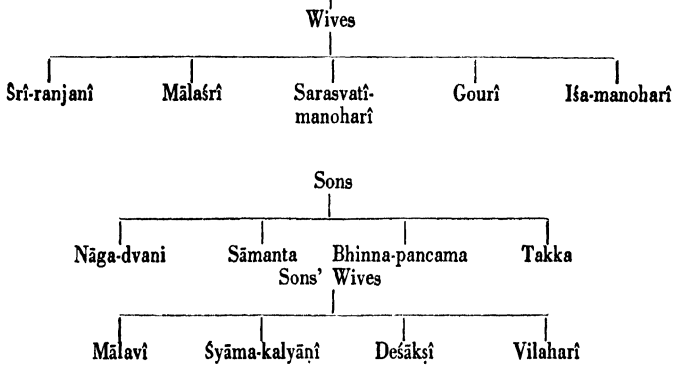 Wives
Śrî-ranjanî Mālaśrî Sarasvatî- Gourî Iśa-manoharî
manoharî
Sons
Nāga-dvani Sāmanta Bhinna-pancama Takka
Sons' Wives
Mālavî Śyāma-kalyāṇî Deśākṣî Vilaharî